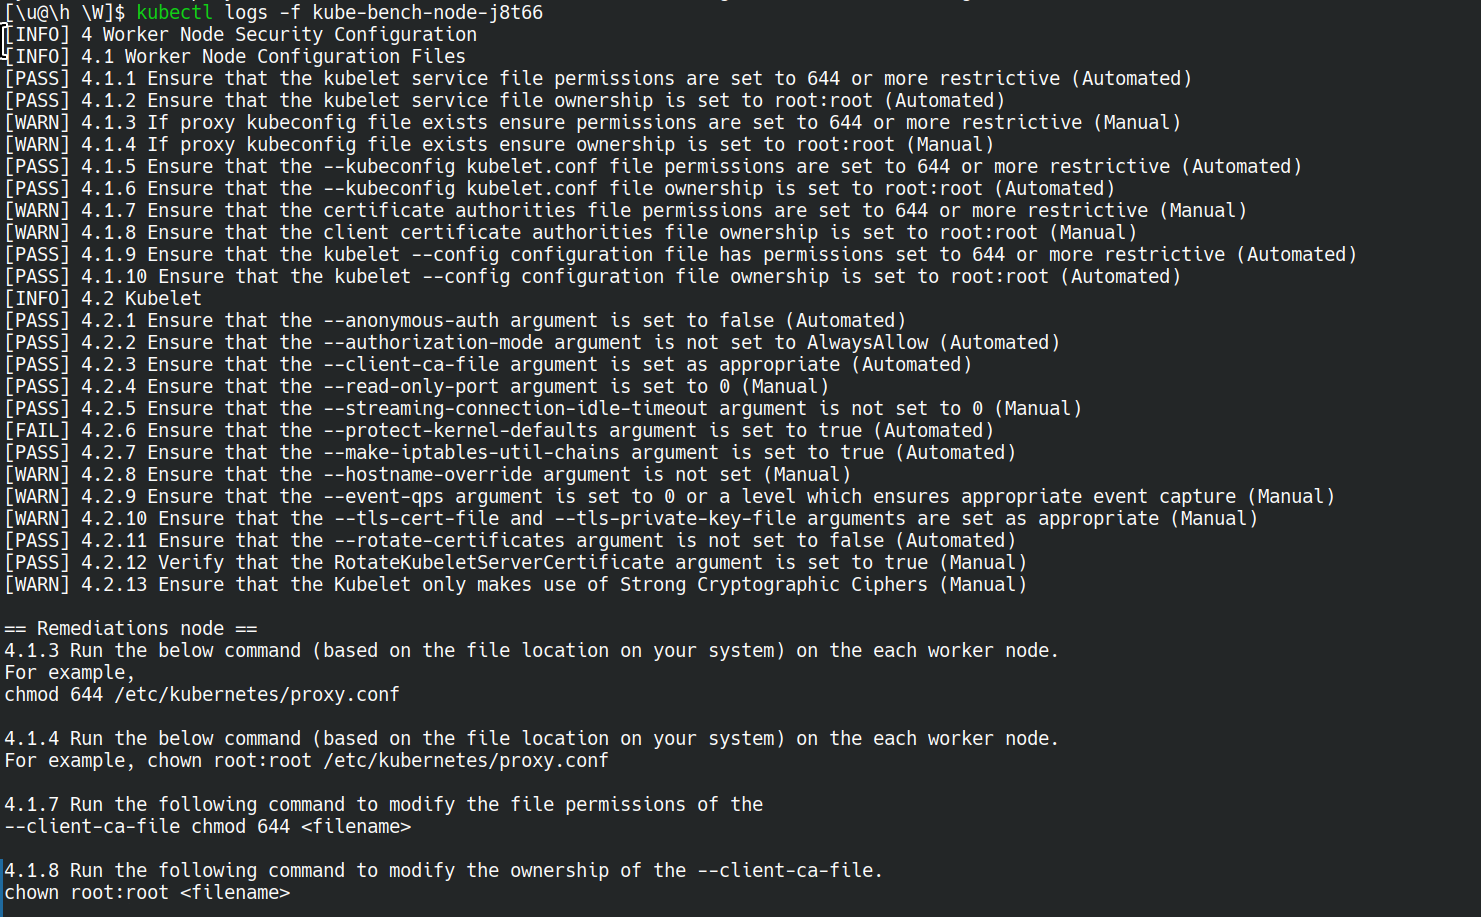 [\u@\h \W]$ kubectl logs -f kube-bench-node-j8t66
[INFO] 4 Worker Node Security Configuration
[INFO] 4.1 Worker Node Configuration Files
[PASS] 4.1.1 Ensure that the kubelet service file permissions are set to 644 or more restrictive (Automated)
[PASS] 4.1.2 Ensure that the kubelet service file ownership is set to root:root (Automated)
[WARN] 4.1.3 If proxy kubeconfig file exists ensure permissions are set to 644 or more restrictive (Manual)
[WARN] 4.1.4 If proxy kubeconfig file exists ensure ownership is set to root:root (Manual)
[PASS] 4.1.5 Ensure that the --kubeconfig kubelet.conf file permissions are set to 644 or more restrictive (Automated)
[PASS] 4.1.6 Ensure that the --kubeconfig kubelet.conf file ownership is set to root:root (Automated)
[WARN] 4.1.7 Ensure that the certificate authorities file permissions are set to 644 or more restrictive (Manual)
[WARN] 4.1.8 Ensure that the client certificate authorities file ownership is set to root:root (Manual)
[PASS] 4.1.9 Ensure that the kubelet --config configuration file has permissions set to 644 or more restrictive (Automated)
[PASS] 4.1.10 Ensure that the kubelet --config configuration file ownership is set to root:root (Automated)
[INFO] 4.2 Kubelet
[PASS] 4.2.1 Ensure that the --anonymous-auth argument is set to false (Automated)
[PASS] 4.2.2 Ensure that the --authorization-mode argument is not set to AlwaysAllow (Automated)
[PASS] 4.2.3 Ensure that the --client-ca-file argument is set as appropriate (Automated)
[PASS] 4.2.4 Ensure that the --read-only-port argument is set to 0 (Manual)
[PASS] 4.2.5 Ensure that the --streaming-connection-idle-timeout argument is not set to 0 (Manual)
[FAIL] 4.2.6 Ensure that the --protect-kernel-defaults argument is set to true (Automated)
[PASS] 4.2.7 Ensure that the --make-iptables-util-chains argument is set to true (Automated)
[WARN] 4.2.8 Ensure that the --hostname-override argument is not set (Manual)
[WARN] 4.2.9 Ensure that the --event-qps argument is set to 0 or a level which ensures appropriate event capture (Manual)
[WARN] 4.2.10 Ensure that the --tls-cert-file and --tls-private-key-file arguments are set as appropriate (Manual)
[PASS] 4.2.11 Ensure that the --rotate-certificates argument is not set to false (Automated)
[PASS] 4.2.12 Verify that the RotateKubeletServerCertificate argument is set to true (Manual)
[WARN] 4.2.13 Ensure that the Kubelet only makes use of Strong Cryptographic Ciphers (Manual)
== Remediations node ==
4.1.3 Run the below command (based on the file location on your system) on the each worker node.
For example,
chmod 644 /etc/kubernetes/proxy.conf
4.1.4 Run the below command (based on the file location on your system) on the each worker node.
For example, chown root:root /etc/kubernetes/proxy.conf
4.1.7 Run the following command to modify the file permissions of the
--client-ca-file chmod 644 <filename>
4.1.8 Run the following command to modify the ownership of the --client-ca-file.
chown root:root <filename>